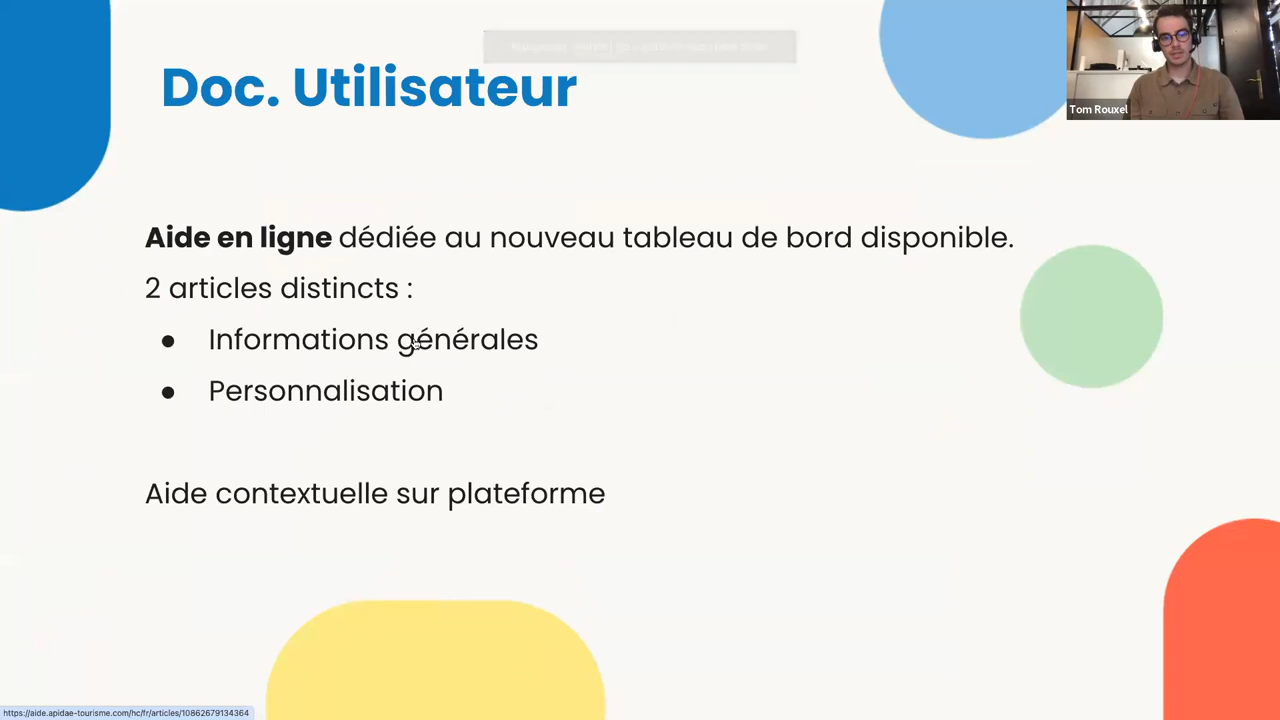 Doc. Utilisateur
Tom Rouxel
Aide en ligne dédiée au nouveau tableau de bord disponible.
2 articles distincts :
● Informations générales
● Personnalisation
Aide contextuelle sur plateforme
https://aide.apidae-tourisme.com/hc/fr/articles/10862679134364